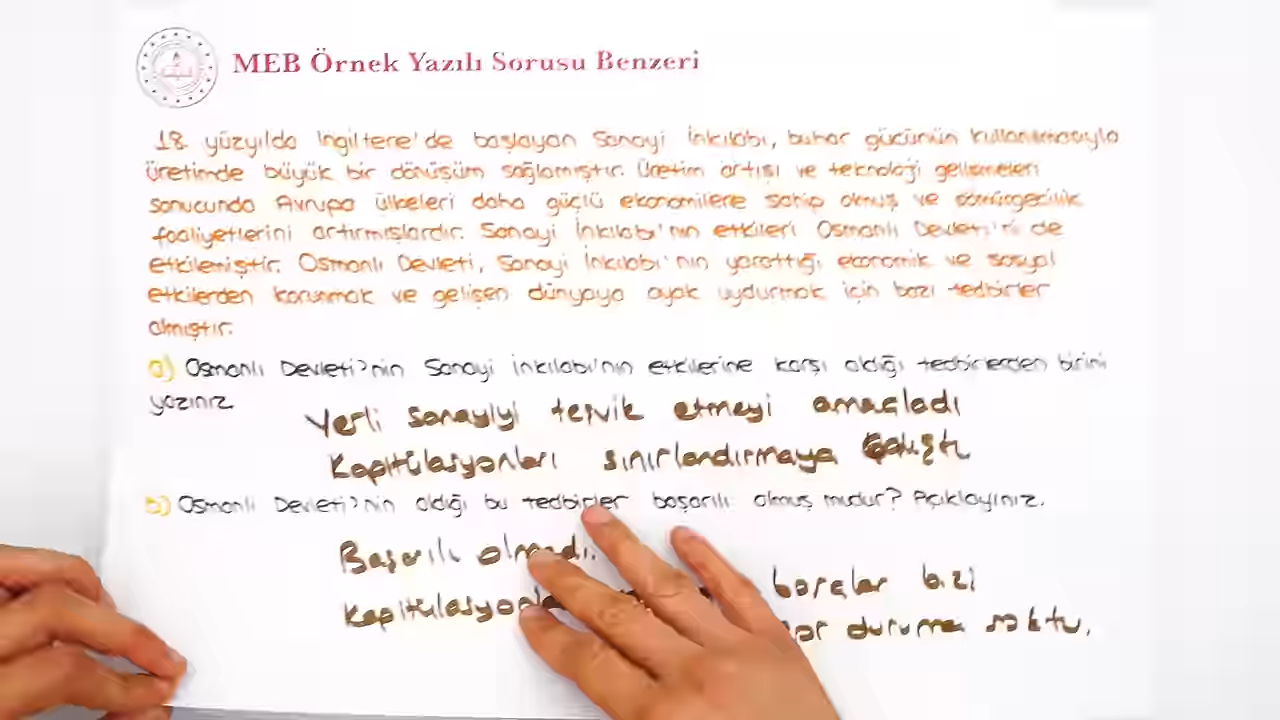 MEB Örnek Yazılı Sorusu Benzeri
18. yüzyılda İngiltere'de başlayan Sanayi İnkılabı, buhar gücünün kullanılmasıyla
üretimde büyük bir dönüşüm sağlamıştır. Üretim artışı ve teknoloji gelişmeleri
sonucunda Avrupa ülkeleri daha güçlü ekonomilere sahip olmuş ve sömürgecilik
faaliyetlerini artırmışlardır. Sanayi İnkılabı'nın etkileri Osmanlı Devleti'ni de
etkilemiştir. Osmanlı Devleti, Sanayi İnkılabı'nın yarattığı ekonomik ve sosyal
etkilerden korunmak ve gelişen dünyaya ayak uydurmak için bazı tedbirler
almıştır.
a) Osmanlı Devleti'nin Sanayi İnkılabı'nın etkilerine karşı aldığı tedbirlerden birini
yazınız
Yerli sanayiyi teşvik etmeyi amaçladı
Kapitülasyonları sınırlandırmaya çalıştı
b) Osmanlı Devleti'nin aldığı bu tedbirler başarılı olmuş mudur? Açıklayınız.
Başarılı olmadı.
borçlar bizi
duruma soktu.